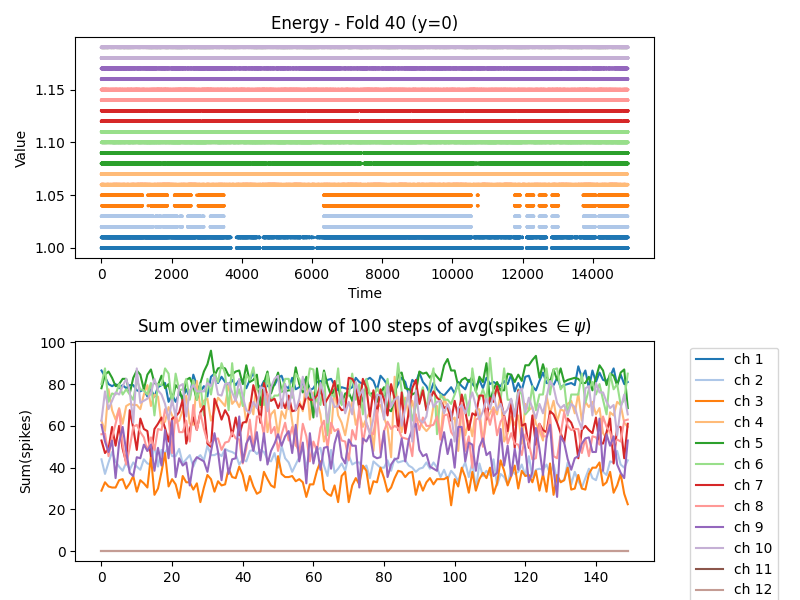 Energy - Fold 40 (y=0)
Value
1.15
1.10
1.05
1.00
0 2000 4000 6000 8000 10000 12000 14000
Time
Sum over timewindow of 100 steps of avg(spikes ∈ψ)
Sum(spikes)
100
80
60
40
20
0
0 20 40 60 80 100 120 140
ch 1
ch 2
ch 3
ch 4
ch 5
ch 6
ch 7
ch 8
ch 9
ch 10
ch 11
ch 12